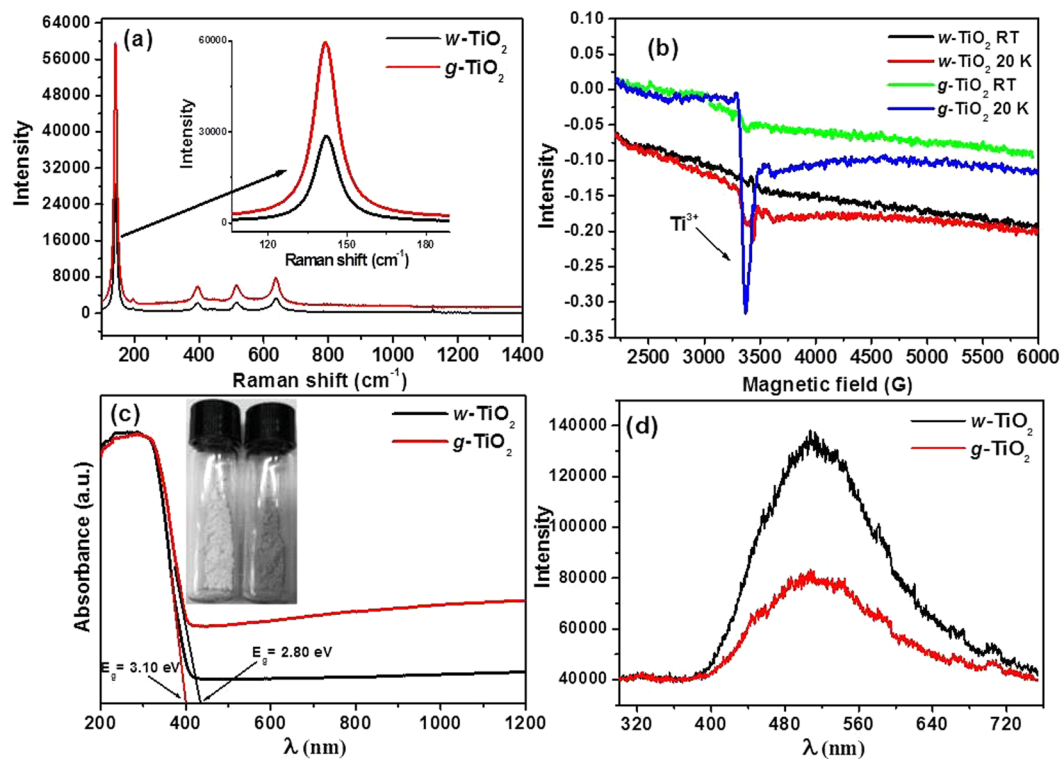 (a)
w-TiO₂
g-TiO₂
64000
56000
48000
40000
32000
24000
16000
8000
0
Intensity
200 400 600 800 1000 1200 1400
Raman shift (cm⁻¹)
60000
30000
0
Intensity
120 150 180
Raman shift (cm⁻¹)
(b)
w-TiO₂ RT
w-TiO₂ 20 K
g-TiO₂ RT
g-TiO₂ 20 K
0.10
0.05
0.00
-0.05
-0.10
-0.15
-0.20
-0.25
-0.30
-0.35
Intensity
Ti³⁺
2500 3000 3500 4000 4500 5000 5500 6000
Magnetic field (G)
(c)
w-TiO₂
g-TiO₂
Absorbance (a.u.)
E_g = 3.10 eV
E_g = 2.80 eV
200 400 600 800 1000 1200
λ (nm)
(d)
w-TiO₂
g-TiO₂
140000
120000
100000
80000
60000
40000
Intensity
320 400 480 560 640 720
λ (nm)